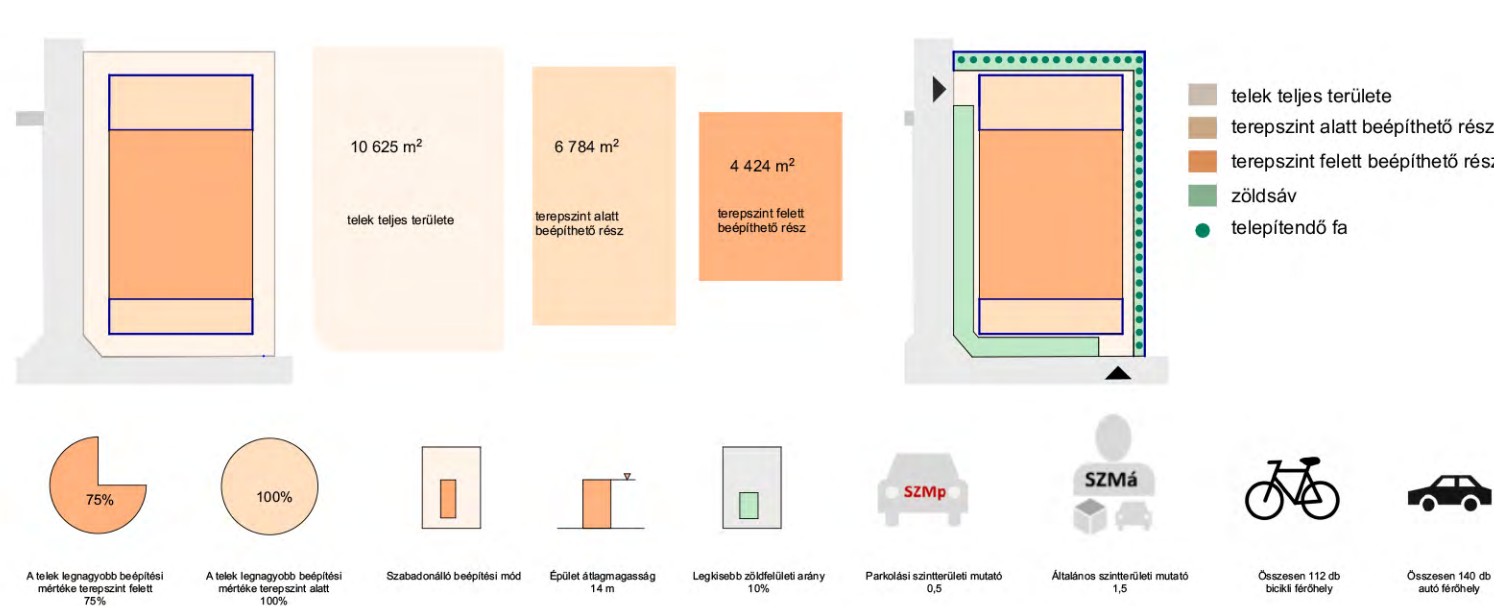 10 625 m²
telek teljes területe
6 784 m²
terepszint alatt
beépíthető rész
4 424 m²
terepszint felett
beépíthető rész
telek teljes területe
terepszint alatt beépíthető rész
terepszint felett beépíthető rész
zöldsáv
telepítendő fa
75%
A telek legnagyobb beépítési
mértéke terepszint felett
75%
100%
A telek legnagyobb beépítési
mértéke terepszint alatt
100%
Szabadonálló beépítési mód
Épület átlagmagasság
14 m
Legkisebb zöldfelületi arány
10%
SZMp
Parkolási szintterületi mutató
0,5
SZMá
Általános szintterületi mutató
1,5
Összesen 112 db
bicikli férőhely
Összesen 140 db
autó férőhely